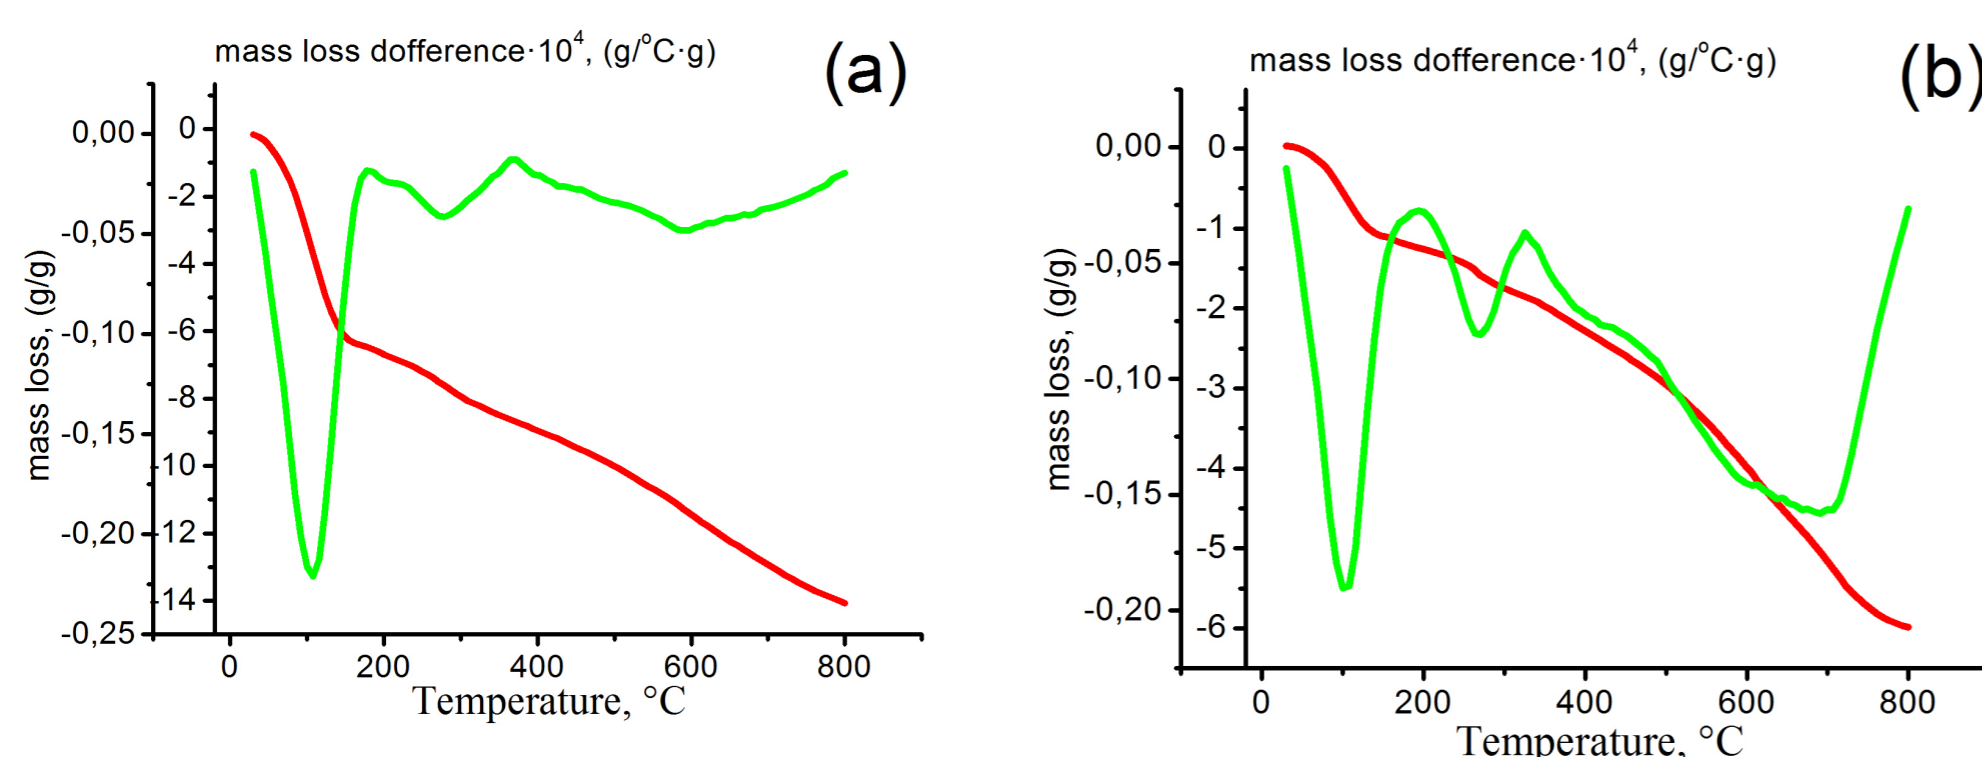 mass loss dofference·10⁴, (g/°C·g)
(a)
0,00
-0,05
-0,10
-0,15
-0,20
-0,25
mass loss, (g/g)
0
-2
-4
-6
-8
-10
-12
-14
0 200 400 600 800
Temperature, °C
mass loss dofference·10⁴, (g/°C·g)
(b)
0,00
-0,05
-0,10
-0,15
-0,20
mass loss, (g/g)
0
-1
-2
-3
-4
-5
-6
0 200 400 600 800
Temperature, °C